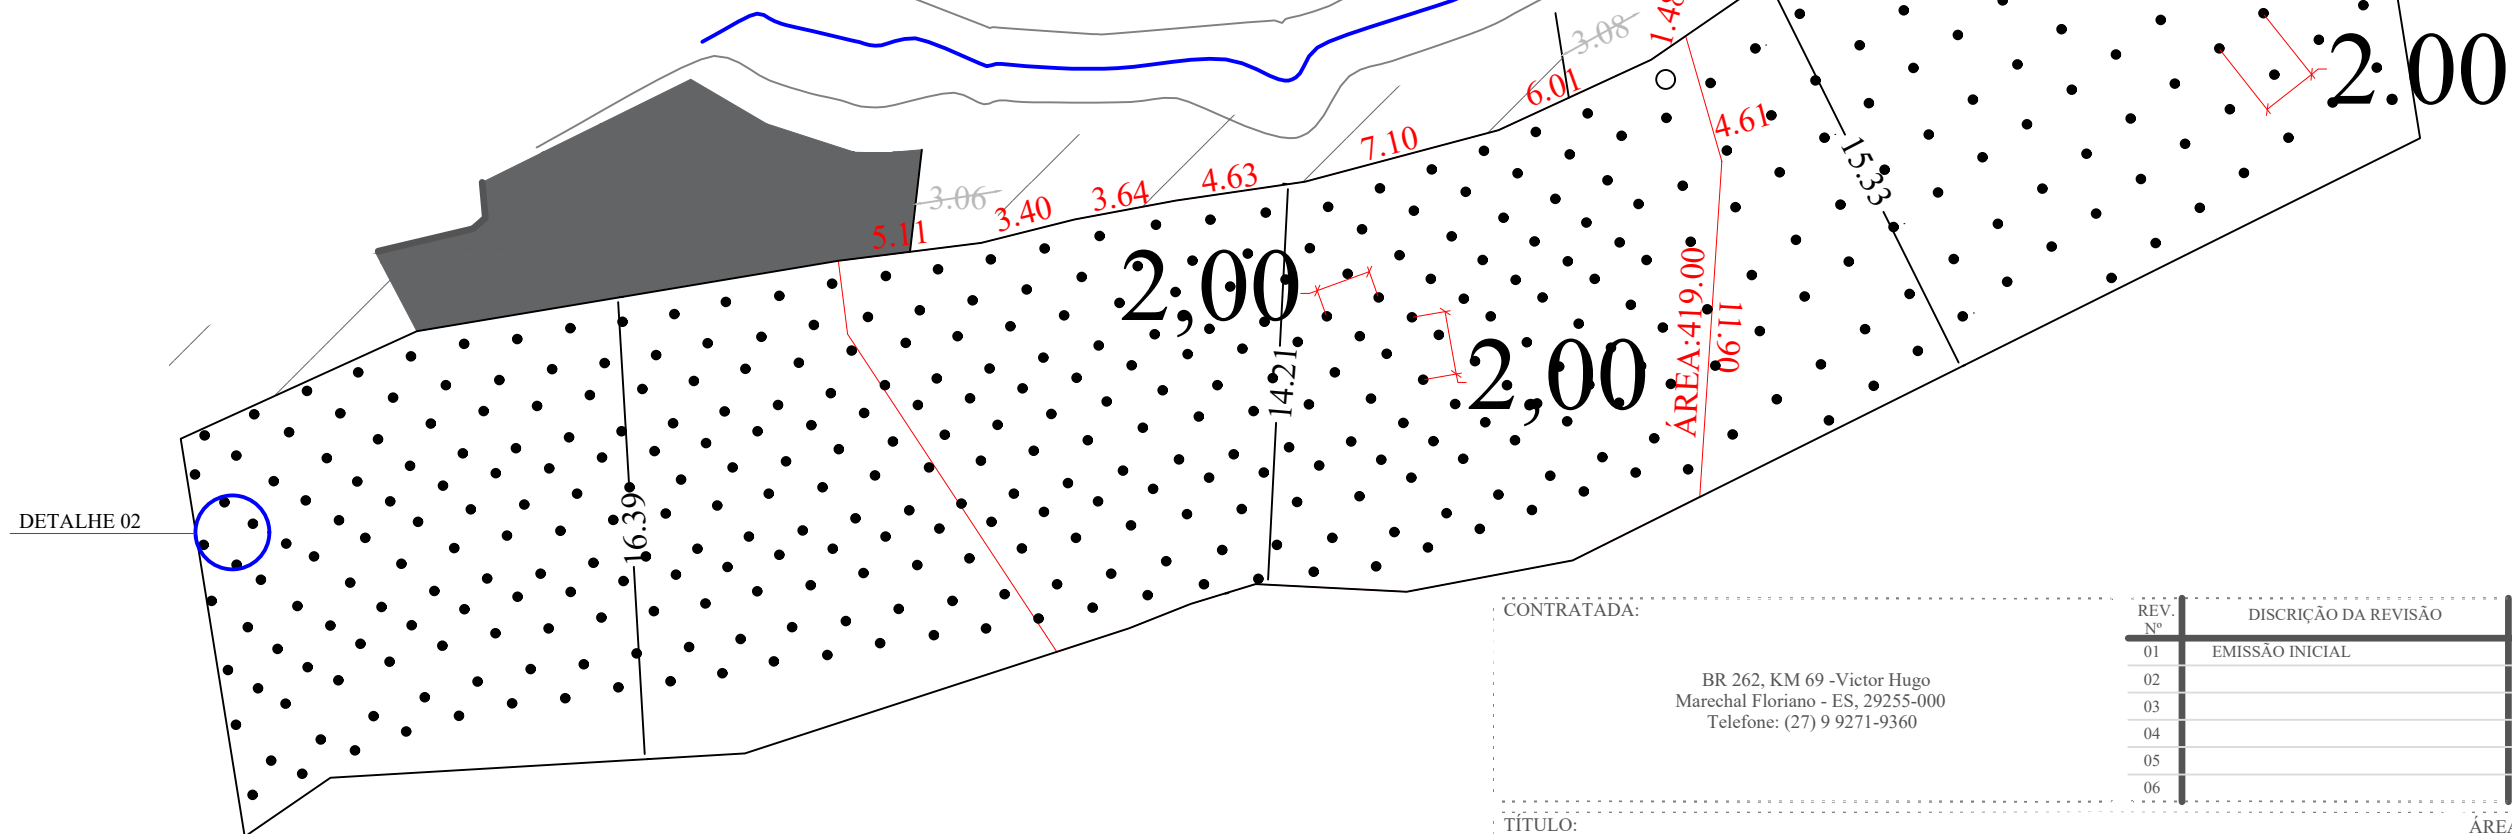 3.08
1.48
2,00
6.01
4.61
7.10
15.33
4.63
3.64
3.06
3.40
5.11
2,00
ÁREA:419.00
11.90
2,00
14.21
16.39
DETALHE 02
CONTRATADA:
BR 262, KM 69 -Victor Hugo
Marechal Floriano - ES, 29255-000
Telefone: (27) 9 9271-9360
REV.
Nº
DISCRIÇÃO DA REVISÃO
01
EMISSÃO INICIAL
02
03
04
05
06
TÍTULO:
ÁREA